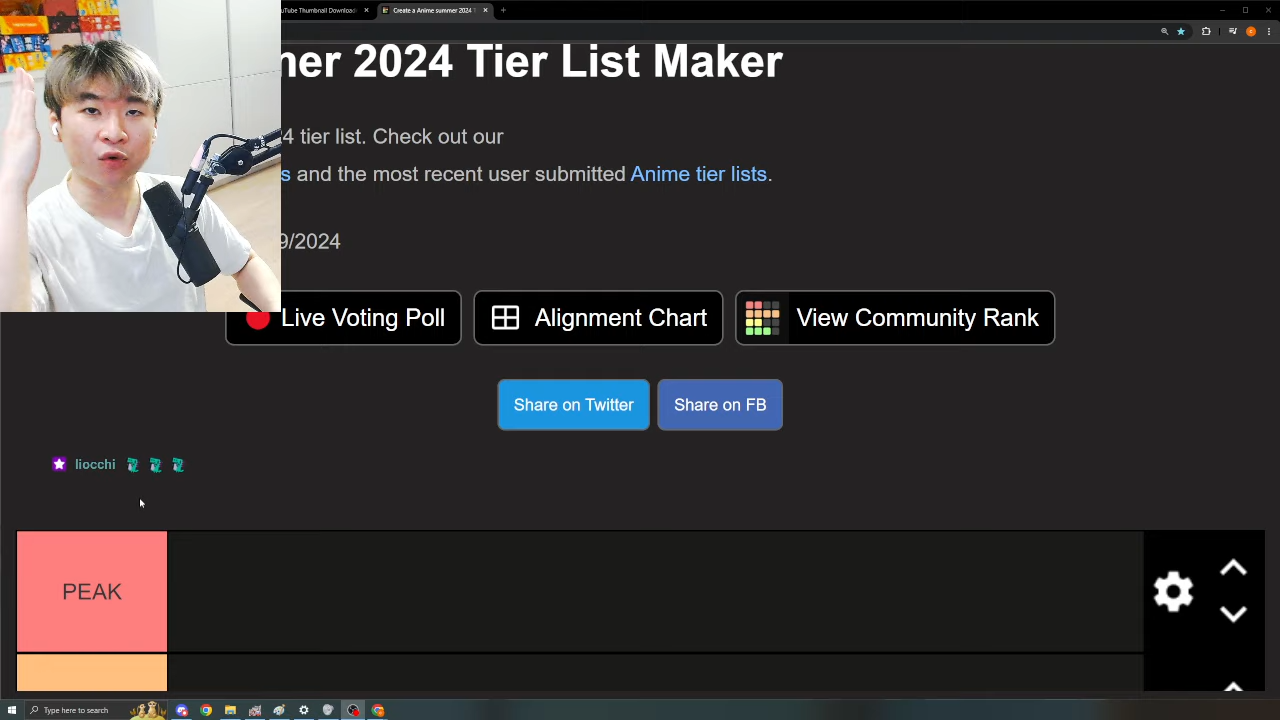 YouTube Thumbnail Download
Create a Anime summer 2024 T
mer 2024 Tier List Maker
4 tier list. Check out our
s and the most recent user submitted Anime tier lists.
9/2024
Live Voting Poll
Alignment Chart
View Community Rank
Share on Twitter
Share on FB
liocchi
PEAK
Type here to search